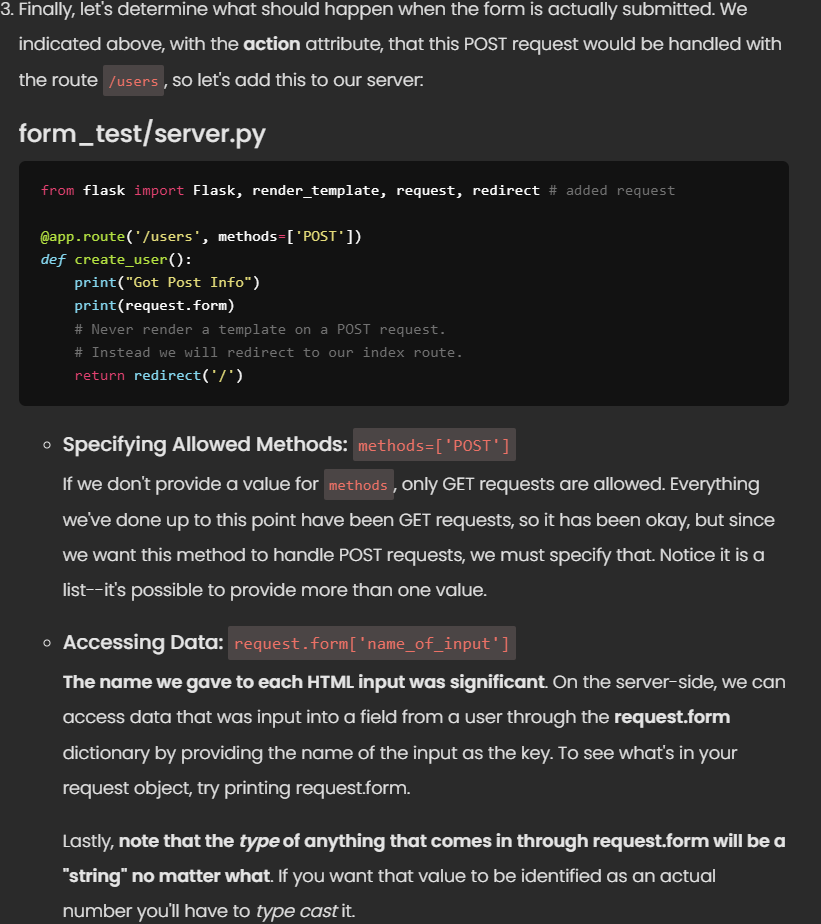 3. Finally, let's determine what should happen when the form is actually submitted. We
indicated above, with the action attribute, that this POST request would be handled with
the route /users, so let's add this to our server:
form_test/server.py
from flask import Flask, render_template, request, redirect # added request
@app.route('/users', methods=['POST'])
def create_user():
    print("Got Post Info")
    print(request.form)
    # Never render a template on a POST request.
    # Instead we will redirect to our index route.
    return redirect('/')
Specifying Allowed Methods: methods=['POST']
If we don't provide a value for methods, only GET requests are allowed. Everything
we've done up to this point have been GET requests, so it has been okay, but since
we want this method to handle POST requests, we must specify that. Notice it is a
list--it's possible to provide more than one value.
Accessing Data: request.form['name_of_input']
The name we gave to each HTML input was significant. On the server-side, we can
access data that was input into a field from a user through the request.form
dictionary by providing the name of the input as the key. To see what's in your
request object, try printing request.form.
Lastly, note that the type of anything that comes in through request.form will be a
"string" no matter what. If you want that value to be identified as an actual
number you'll have to type cast it.